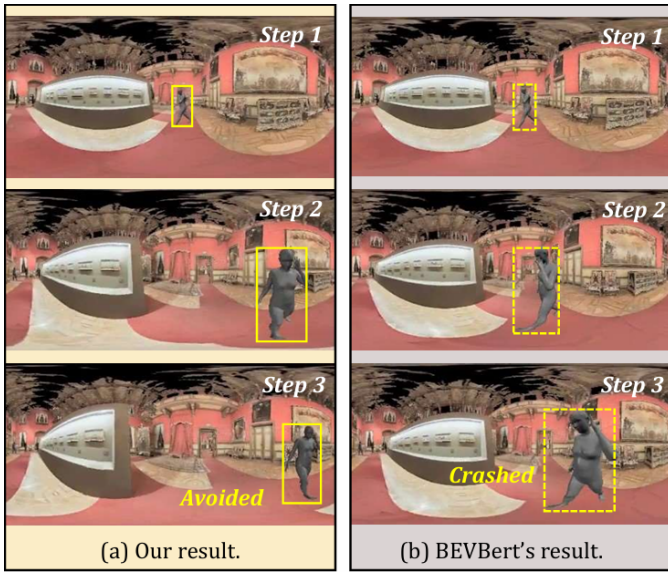 Step 1
Step 2
Step 3
Avoided
(a) Our result.
Step 1
Step 2
Step 3
Crashed
(b) BEVBert's result.